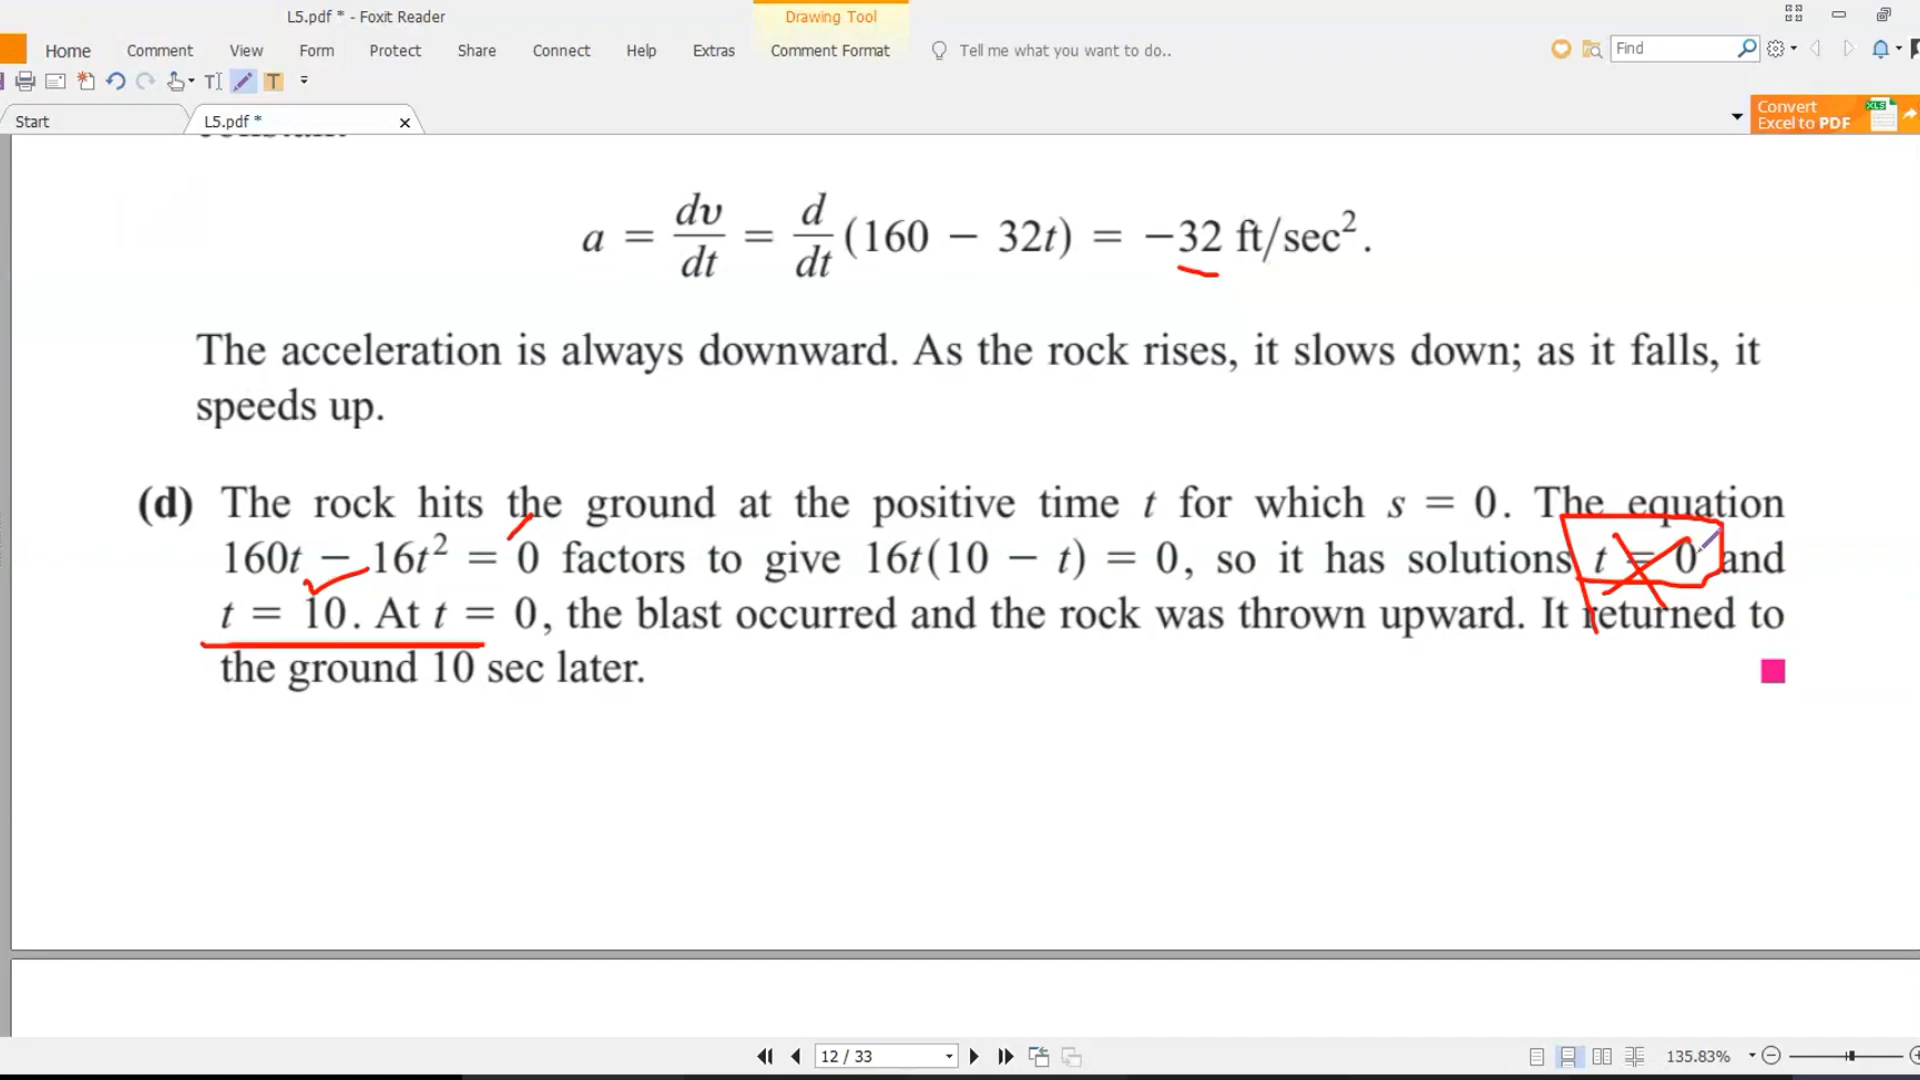 L5.pdf * - Foxit Reader
Drawing Tool
Home Comment View Form Protect Share Connect Help Extras Comment Format Tell me what you want to do.. Find
Start L5.pdf *
Convert
Excel to PDF
XLS
a = dv/dt = d/dt (160 − 32t) = −32 ft/sec².
The acceleration is always downward. As the rock rises, it slows down; as it falls, it
speeds up.
(d) The rock hits the ground at the positive time t for which s = 0. The equation
160t − 16t² = 0 factors to give 16t(10 − t) = 0, so it has solutions t = 0 and
t = 10. At t = 0, the blast occurred and the rock was thrown upward. It returned to
the ground 10 sec later.
12 / 33
135.83%